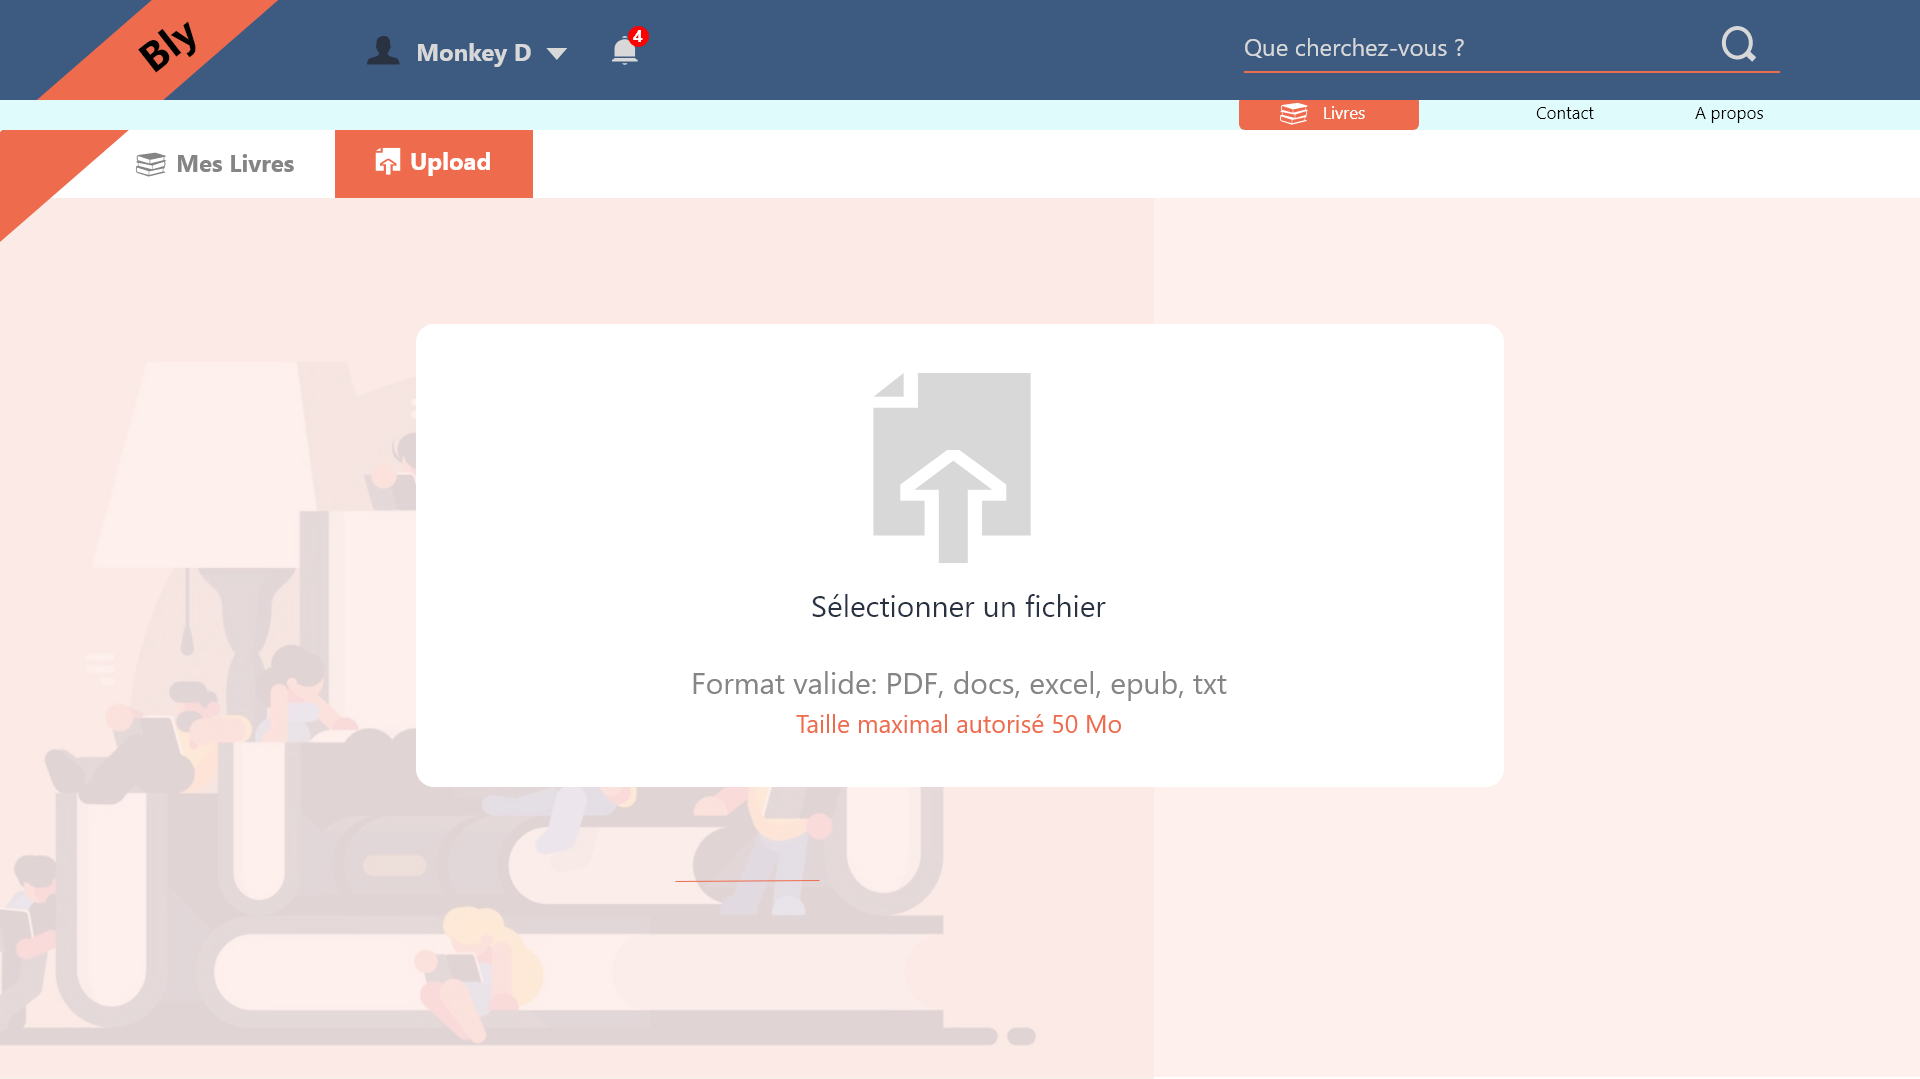 Bly
Monkey D
4
Que cherchez-vous ?
Livres
Contact
A propos
Mes Livres
Upload
Sélectionner un fichier
Format valide: PDF, docs, excel, epub, txt
Taille maximal autorisé 50 Mo